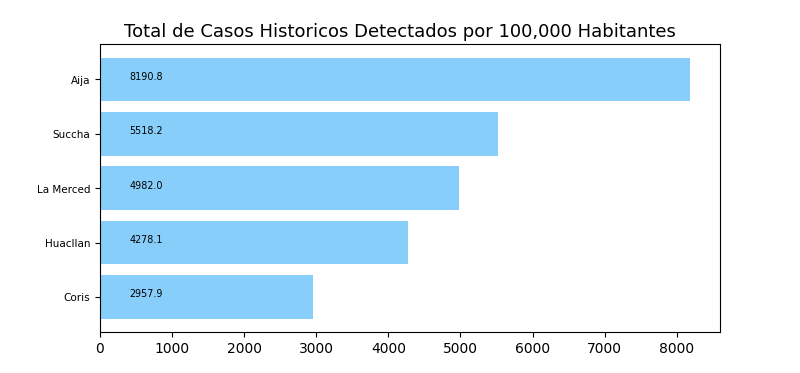 Total de Casos Historicos Detectados por 100,000 Habitantes
Aija 8190.8
Succha 5518.2
La Merced 4982.0
Huacllan 4278.1
Coris 2957.9
0 1000 2000 3000 4000 5000 6000 7000 8000